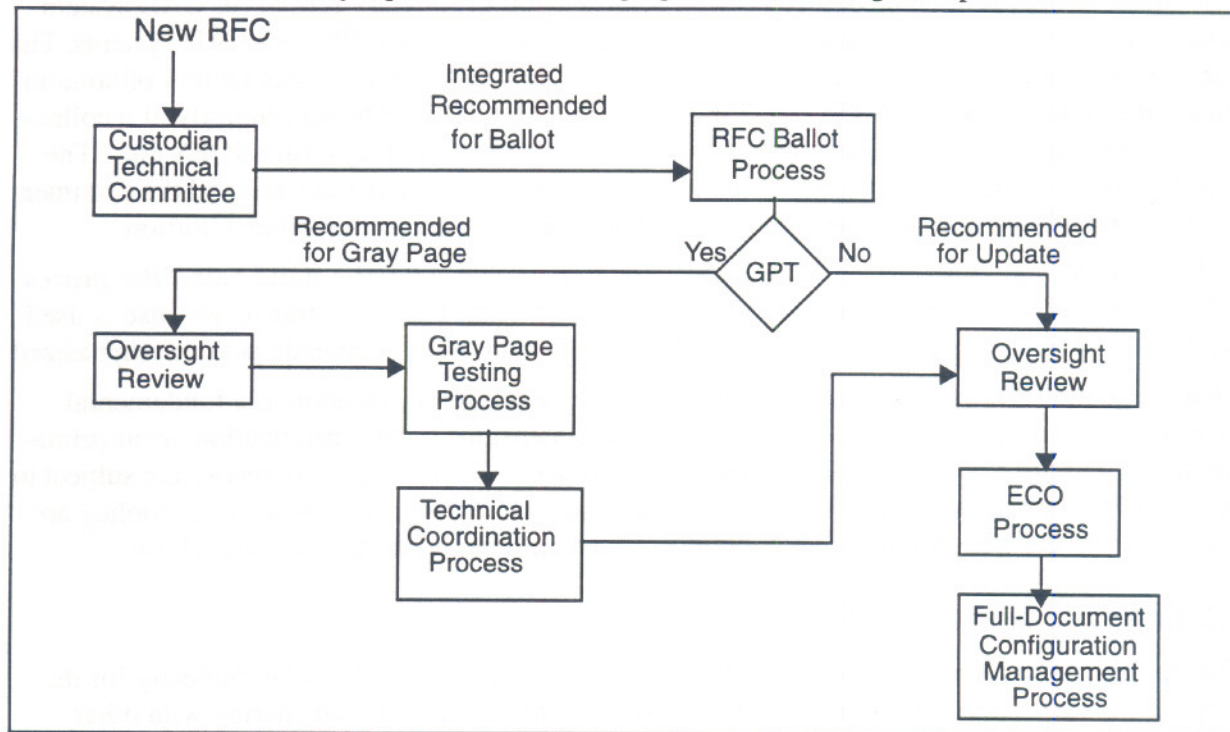 New RFC
Integrated
Recommended
for Ballot
Custodian
Technical
Committee
RFC Ballot
Process
Recommended
for Gray Page
Yes
GPT
No
Recommended
for Update
Oversight
Review
Gray Page
Testing
Process
Oversight
Review
Technical
Coordination
Process
ECO
Process
Full-Document
Configuration
Management
Process